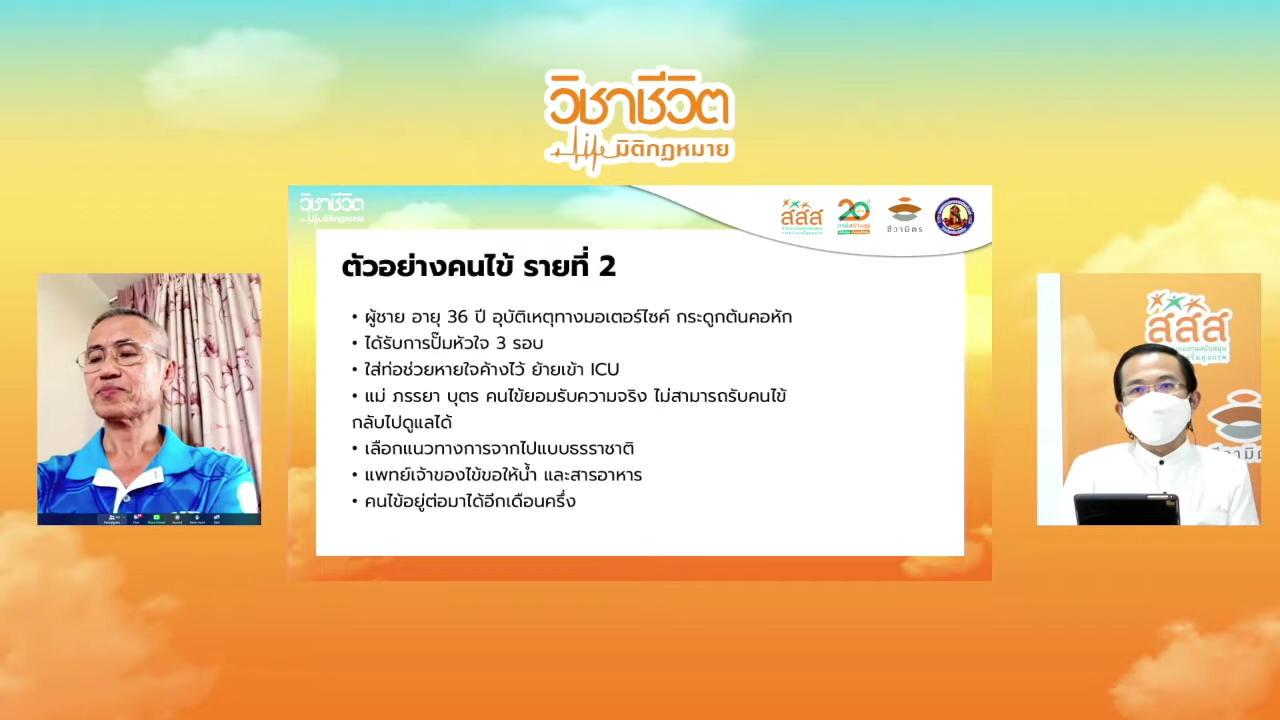 วิชาชีวิต
Life มิติกฎหมาย
วิชาชีวิต
Life มิติกฎหมาย
สสส
20
ชีวามิตร
ตัวอย่างคนไข้ รายที่ 2
• ผู้ชาย อายุ 36 ปี อุบัติเหตุทางมอเตอร์ไซค์ กระดูกต้นคอหัก
• ได้รับการปั๊มหัวใจ 3 รอบ
• ใส่ท่อช่วยหายใจค้างไว้ ย้ายเข้า ICU
• แม่ ภรรยา บุตร คนไข้ยอมรับความจริง ไม่สามารถรับคนไข้
กลับไปดูแลได้
• เลือกแนวทางการจากไปแบบธรราชาติ
• แพทย์เจ้าของไข้ขอให้น้ำ และสารอาหาร
• คนไข้อยู่ต่อมาได้อีกเดือนครึ่ง
สสส